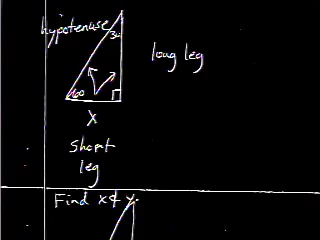 hypotenuse
30
long leg
60
X
short
leg
Find x & y.